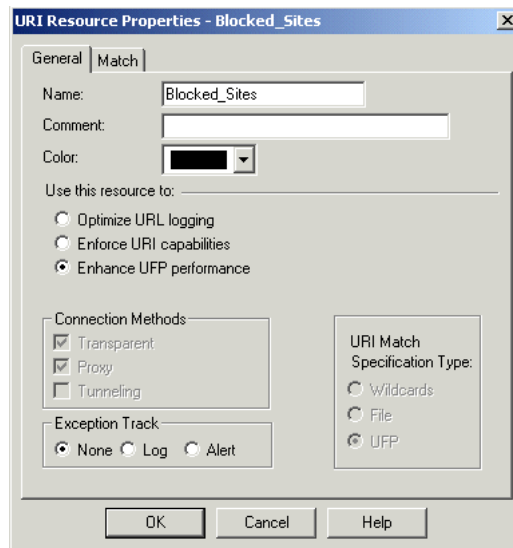 URI Resource Properties - Blocked_Sites
General Match
Name: Blocked_Sites
Comment:
Color:
Use this resource to:
Optimize URL logging
Enforce URI capabilities
Enhance UFP performance
Connection Methods
Transparent
Proxy
Tunneling
URI Match
Specification Type:
Wildcards
File
UFP
Exception Track
None Log Alert
OK Cancel Help